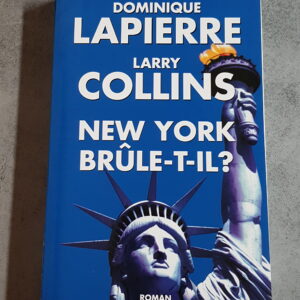 DOMINIQUE
LAPIERRE
LARRY
COLLINS
NEW YORK
BRÛLE-T-IL?
ROMAN